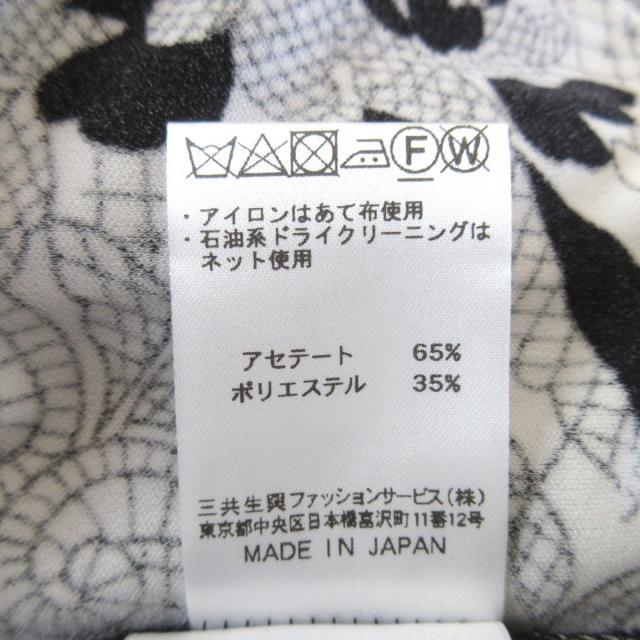 F W
・アイロンはあて布使用
・石油系ドライクリーニングは
ネット使用
アセテート 65%
ポリエステル 35%
三共生興ファッションサービス(株)
東京都中央区日本橋富沢町11番12号
MADE IN JAPAN